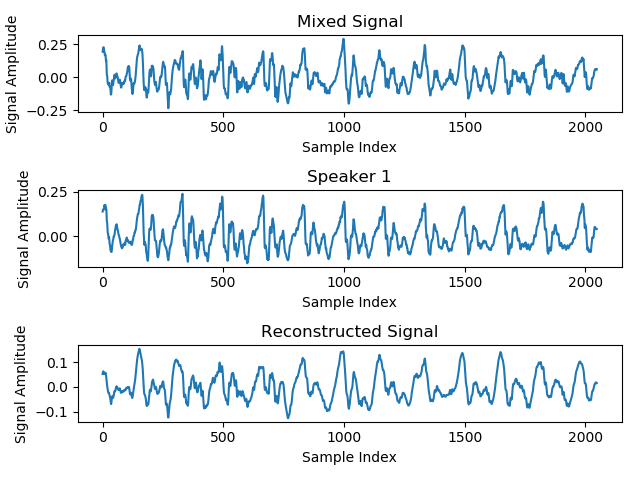 Mixed Signal
Signal Amplitude
0.25
0.00
−0.25
0 500 1000 1500 2000
Sample Index
Speaker 1
Signal Amplitude
0.25
0.00
0 500 1000 1500 2000
Sample Index
Reconstructed Signal
Signal Amplitude
0.1
0.0
−0.1
0 500 1000 1500 2000
Sample Index